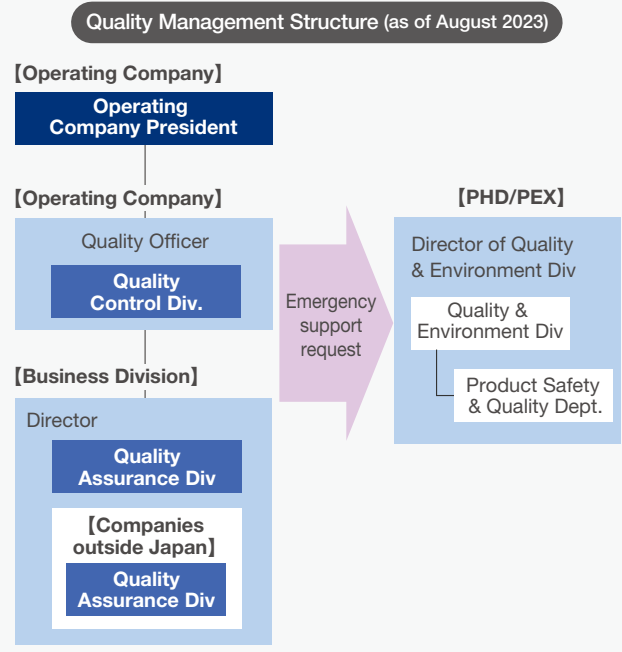 Quality Management Structure (as of August 2023)
【Operating Company】
Operating
Company President
【Operating Company】
Quality Officer
Quality
Control Div.
【Business Division】
Director
Quality
Assurance Div
【Companies
outside Japan】
Quality
Assurance Div
Emergency
support
request
【PHD/PEX】
Director of Quality
& Environment Div
Quality &
Environment Div
Product Safety
& Quality Dept.